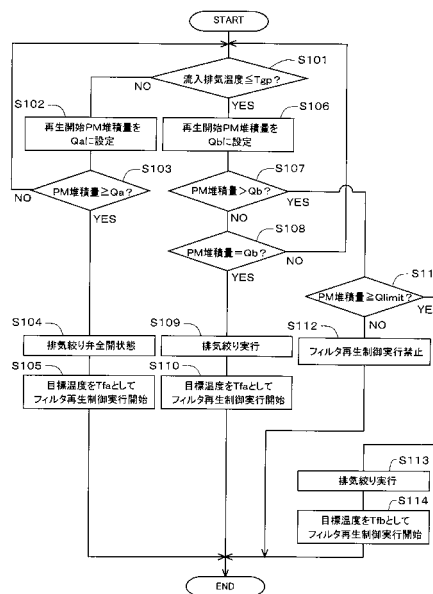 START
S101
流入排気温度≦Tgp?
NO
YES
S102
再生開始PM堆積量を
Qaに設定
S106
再生開始PM堆積量を
Qbに設定
S103
PM堆積量≧Qa?
NO
YES
S107
PM堆積量>Qb?
YES
NO
S108
PM堆積量=Qb?
NO
YES
PM堆積量≧Qlimit?
YE
NO
S104
排気絞り弁全開状態
S109
排気絞り実行
S112
フィルタ再生制御実行禁止
S105
目標温度をTfaとして
フィルタ再生制御実行開始
S110
目標温度をTfaとして
フィルタ再生制御実行開始
S113
排気絞り実行
S114
目標温度をTfbとして
フィルタ再生制御実行開始
END